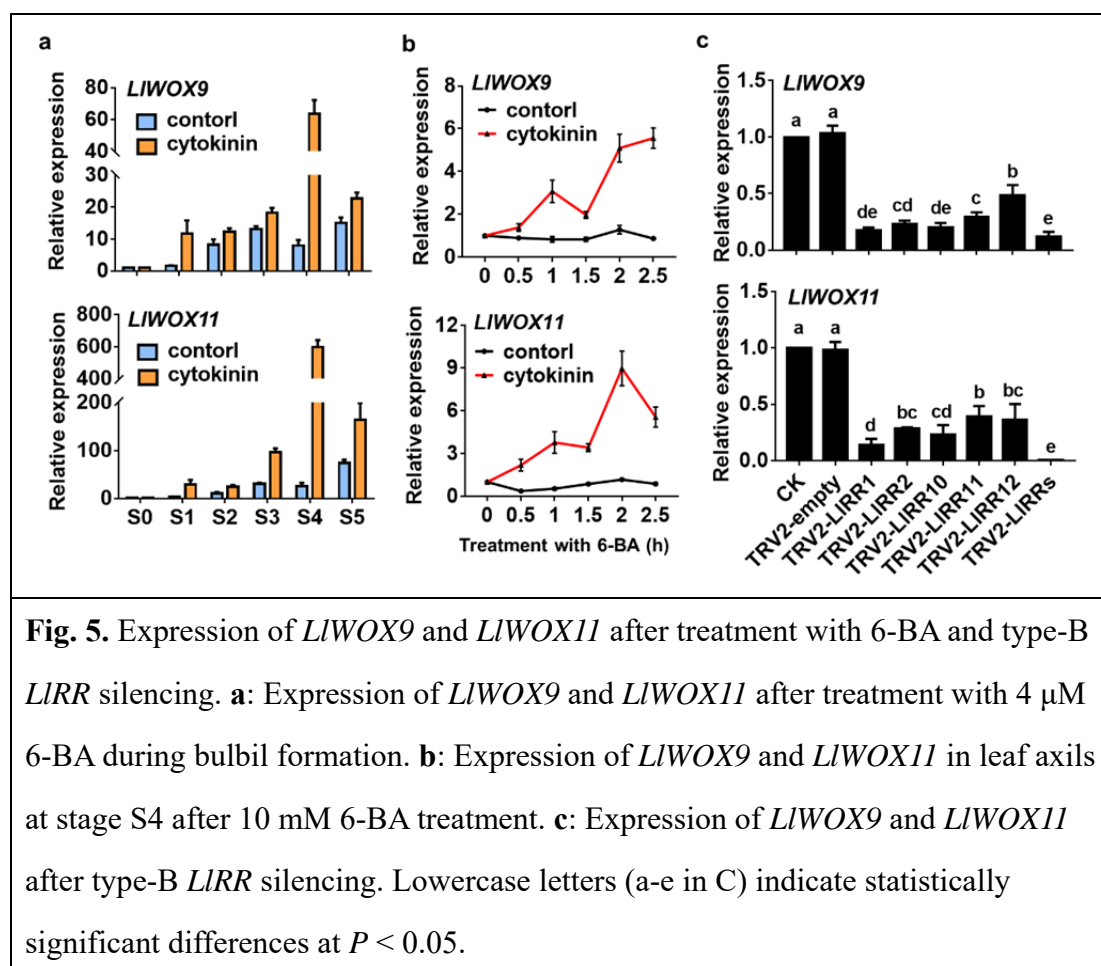 a
LlWOX9
contorl
cytokinin
Relative expression
80
60
40
30
20
10
0
LlWOX11
contorl
cytokinin
Relative expression
800
600
400
200
100
0
S0 S1 S2 S3 S4 S5
b
LlWOX9
contorl
cytokinin
Relative expression
8
6
4
2
0
0 0.5 1 1.5 2 2.5
LlWOX11
contorl
cytokinin
Relative expression
12
9
6
3
0
0 0.5 1 1.5 2 2.5
Treatment with 6-BA (h)
c
LlWOX9
Relative expression
1.5
1.0
0.5
0.0
a a de cd de c b e
LlWOX11
Relative expression
1.5
1.0
0.5
0.0
a a d bc cd b bc e
CK
TRV2-empty
TRV2-LlRR1
TRV2-LlRR2
TRV2-LlRR10
TRV2-LlRR11
TRV2-LlRR12
TRV2-LlRRs
Fig. 5. Expression of LlWOX9 and LlWOX11 after treatment with 6-BA and type-B
LlRR silencing. a: Expression of LlWOX9 and LlWOX11 after treatment with 4 μM
6-BA during bulbil formation. b: Expression of LlWOX9 and LlWOX11 in leaf axils
at stage S4 after 10 mM 6-BA treatment. c: Expression of LlWOX9 and LlWOX11
after type-B LlRR silencing. Lowercase letters (a-e in C) indicate statistically
significant differences at P < 0.05.